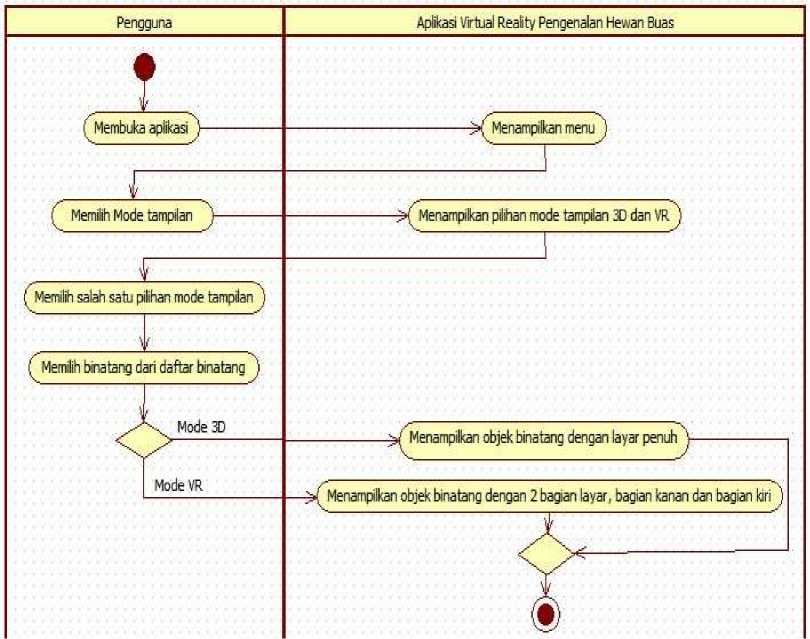 Pengguna
Aplikasi Virtual Reality Pengenalan Hewan Buas
Membuka aplikasi
Menampilkan menu
Memilih Mode tampilan
Menampilkan pilihan mode tampilan 3D dan VR
Memilih salah satu pilihan mode tampilan
Memilih binatang dari daftar binatang
Mode 3D
Menampilkan objek binatang dengan layar penuh
Mode VR
Menampilkan objek binatang dengan 2 bagian layar, bagian kanan dan bagian kiri